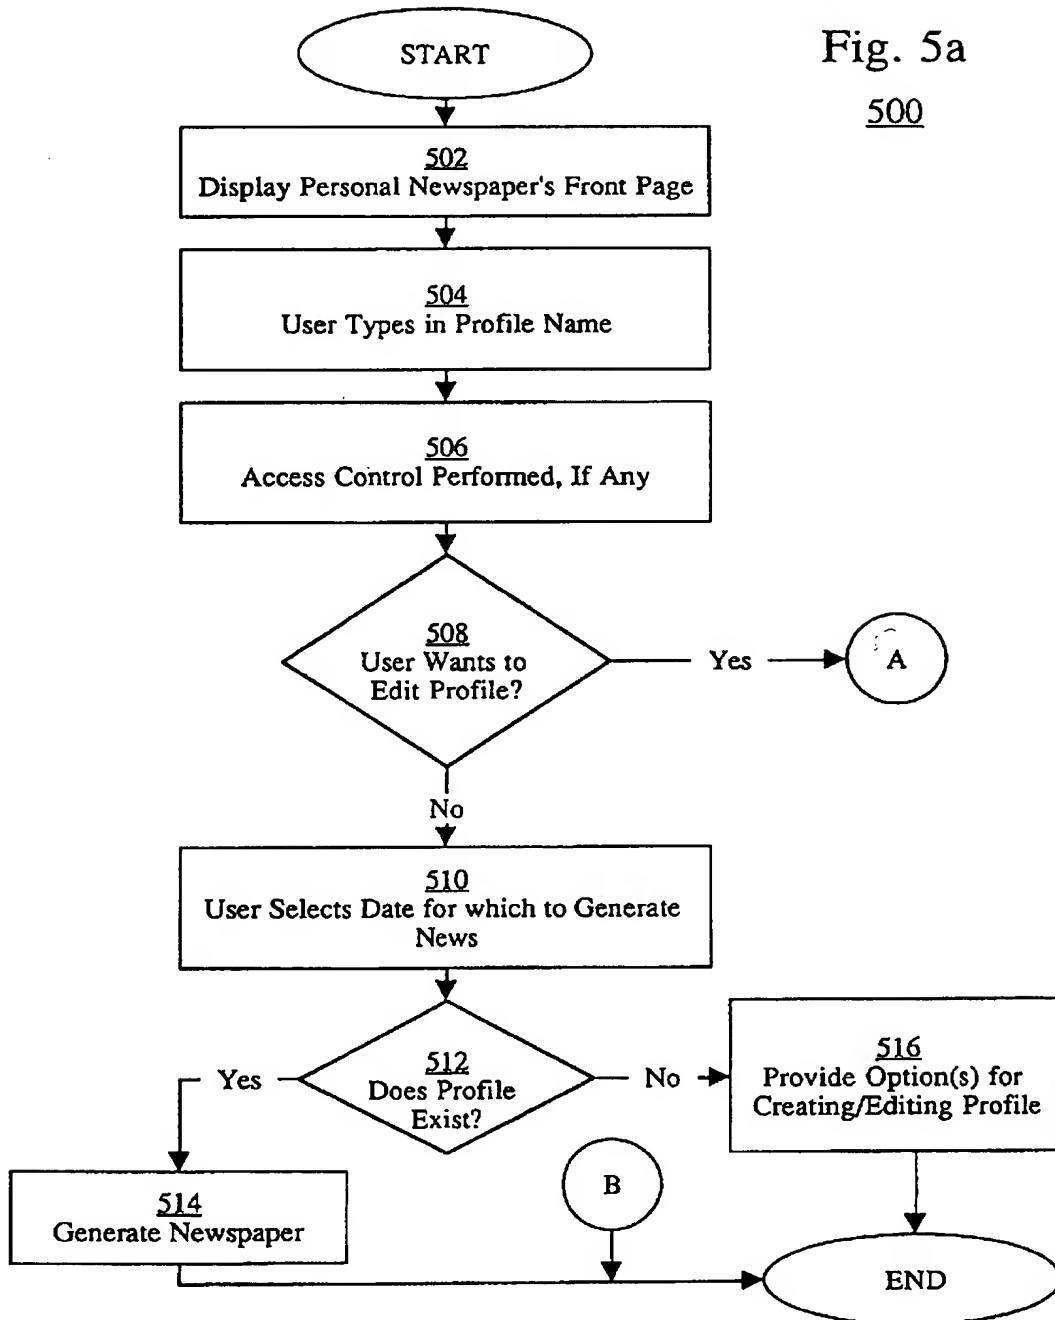 Fig. 5a
500
START
502
Display Personal Newspaper's Front Page
504
User Types in Profile Name
506
Access Control Performed, If Any
508
User Wants to
Edit Profile?
Yes
A
No
510
User Selects Date for which to Generate
News
512
Does Profile
Exist?
Yes
No
516
Provide Option(s) for
Creating/Editing Profile
514
Generate Newspaper
B
END